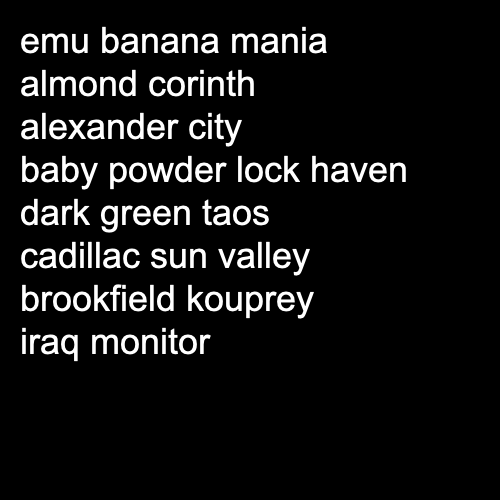 emu banana mania
almond corinth
alexander city
baby powder lock haven
dark green taos
cadillac sun valley
brookfield kouprey
iraq monitor